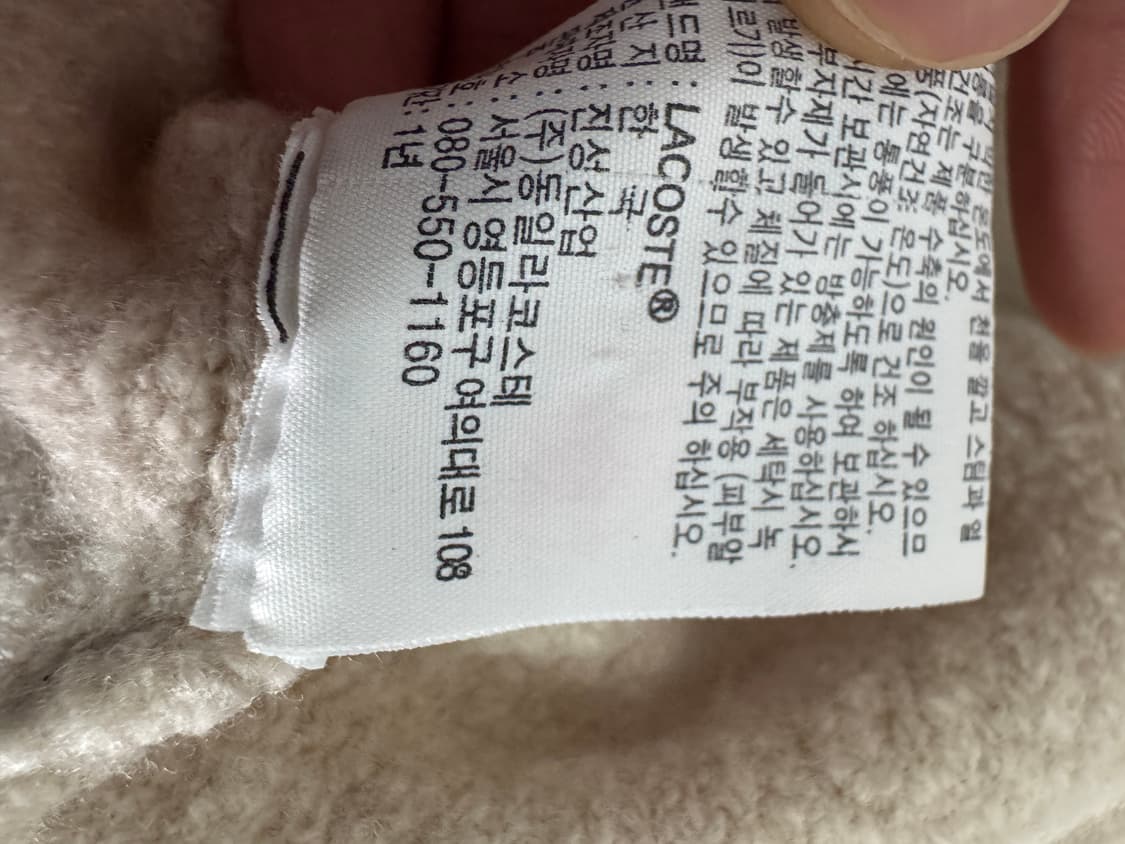 온도에서 천을 깔고 스팀과 열
구분하십시오.
건조는 제품 수축의 원인이 될 수 있으므
(자연건조 온도)으로 건조 하십시오.
에는 통풍이 가능하도록 하여 보관하시
보관시에는 방충제를 사용하십시오.
부자재가 들어가 있는 제품은 세탁시 녹
발생할수 있고, 체질에 따라 부작용 (피부알
르기)이 발생할수 있으므로 주의 하십시오.
드명 : LACOSTE®
산 지 : 한 국
: 진상산업
: (주)동일라코스테
: 서울시 영등포구 여의대로 108
: 080-550-1160
: 1년